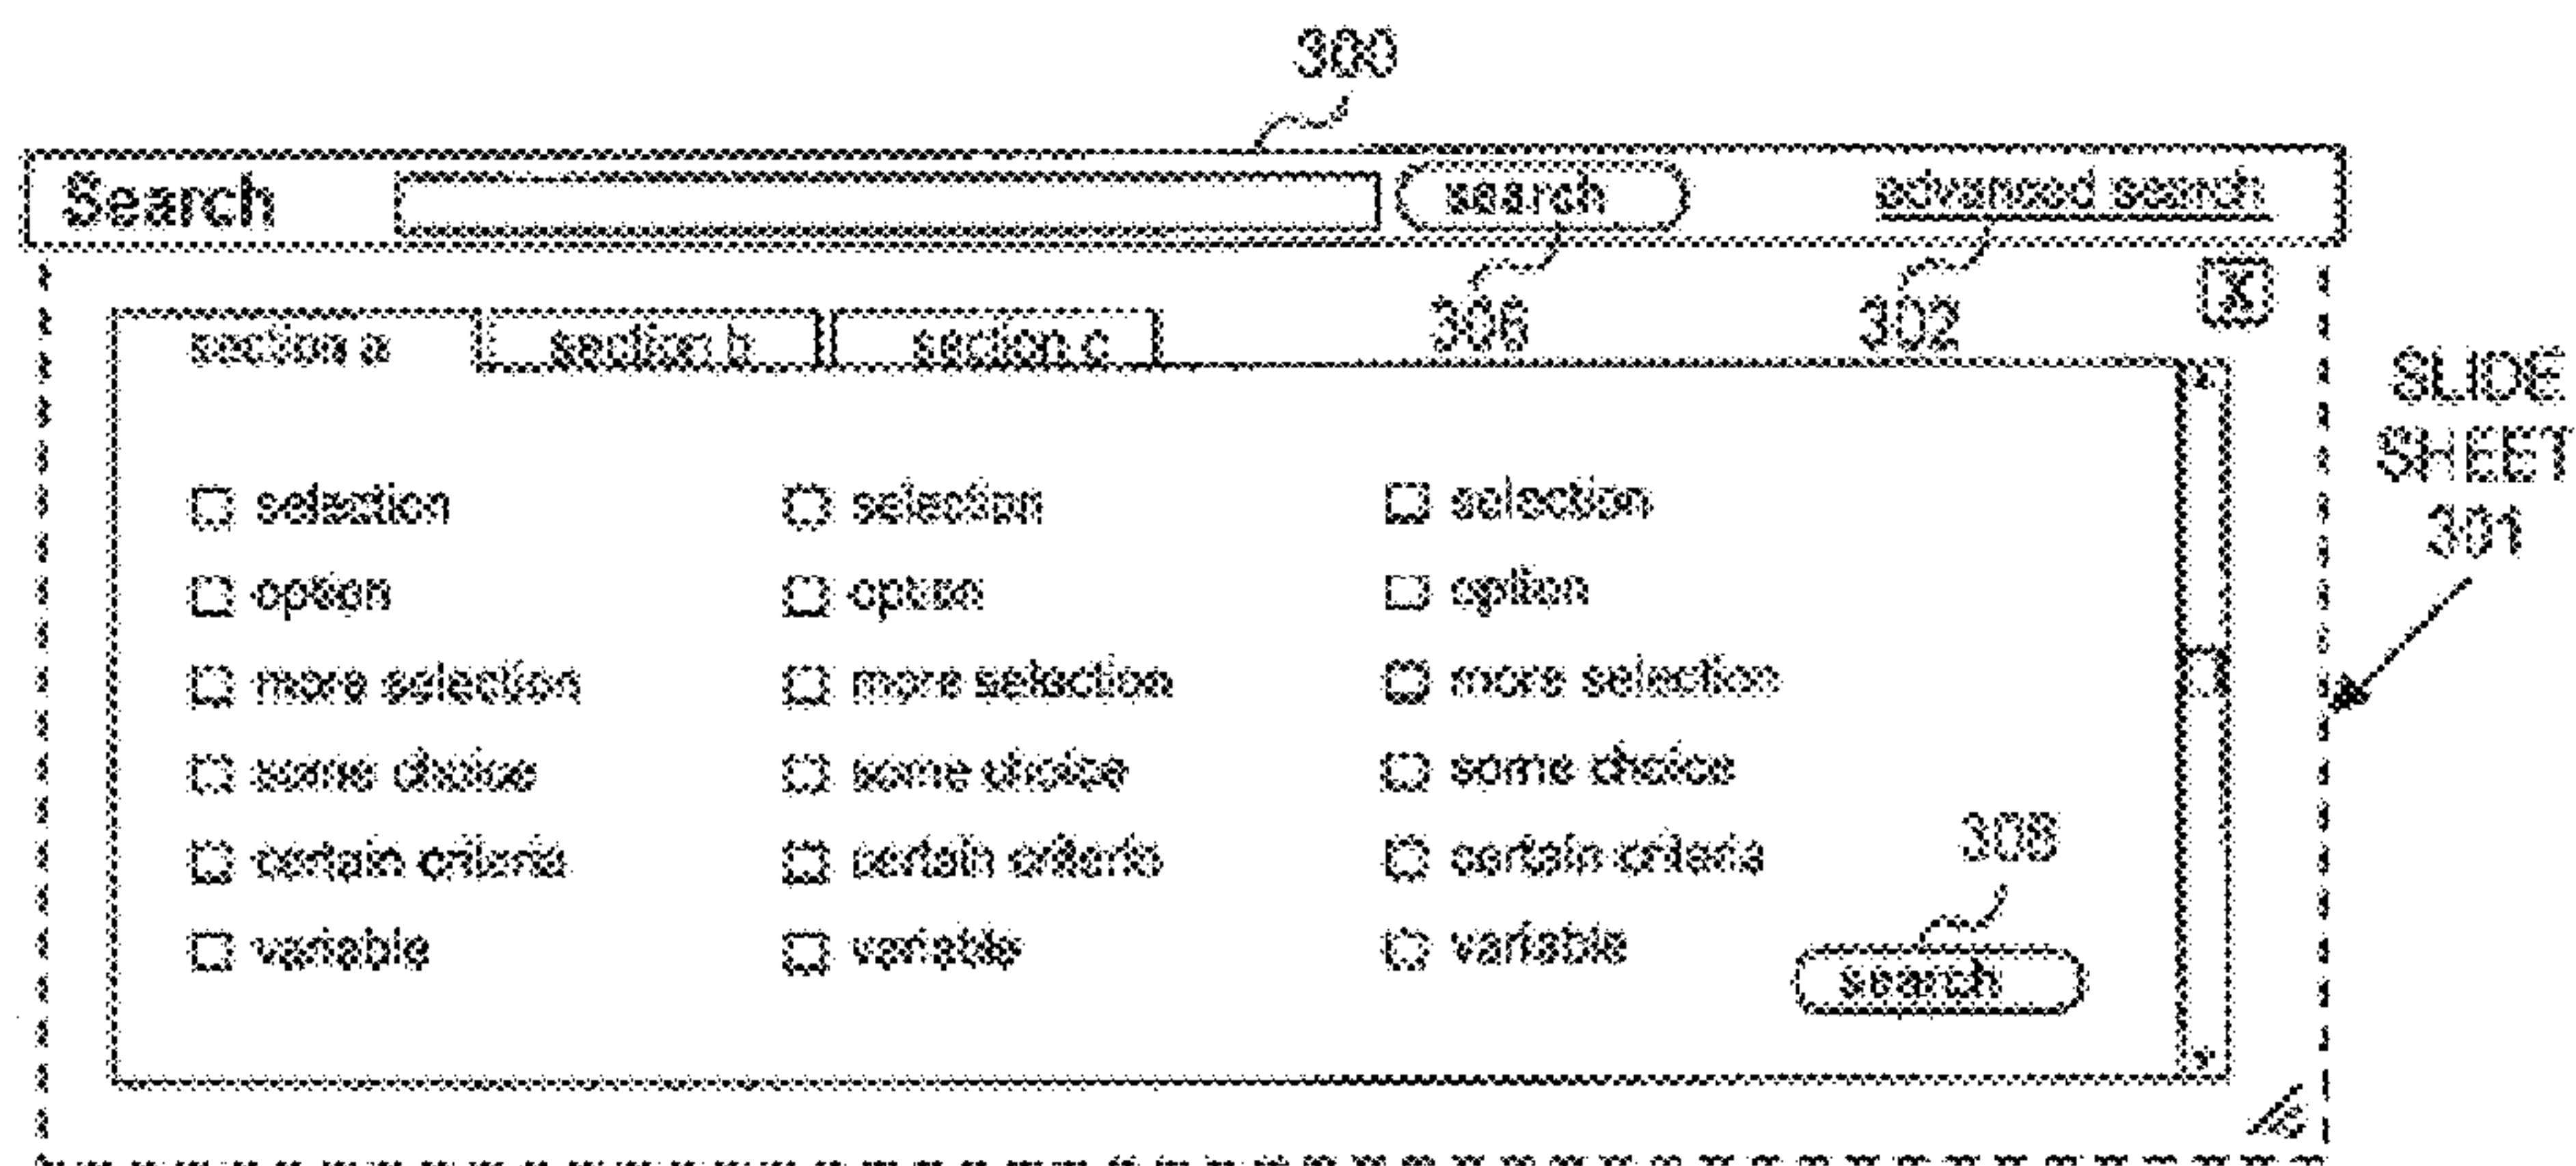 300
Search search advanced search
306 302 X
section a section b section c
SLIDE
SHEET
301
selection selection selection
option option option
more selection more selection more selection
some choice some choice some choice
certain criteria certain criteria certain criteria
308
variable variable variable
search